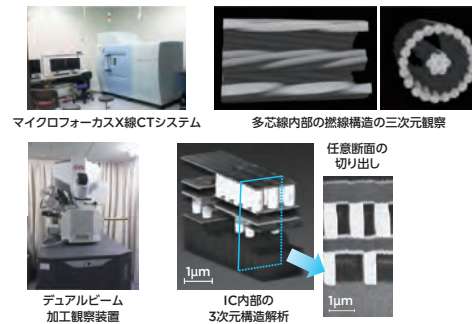 マイクロフォーカスX線CTシステム
多芯線内部の撚線構造の三次元観察
任意断面の
切り出し
1μm
1μm
デュアルビーム
加工観察装置
IC内部の
3次元構造解析